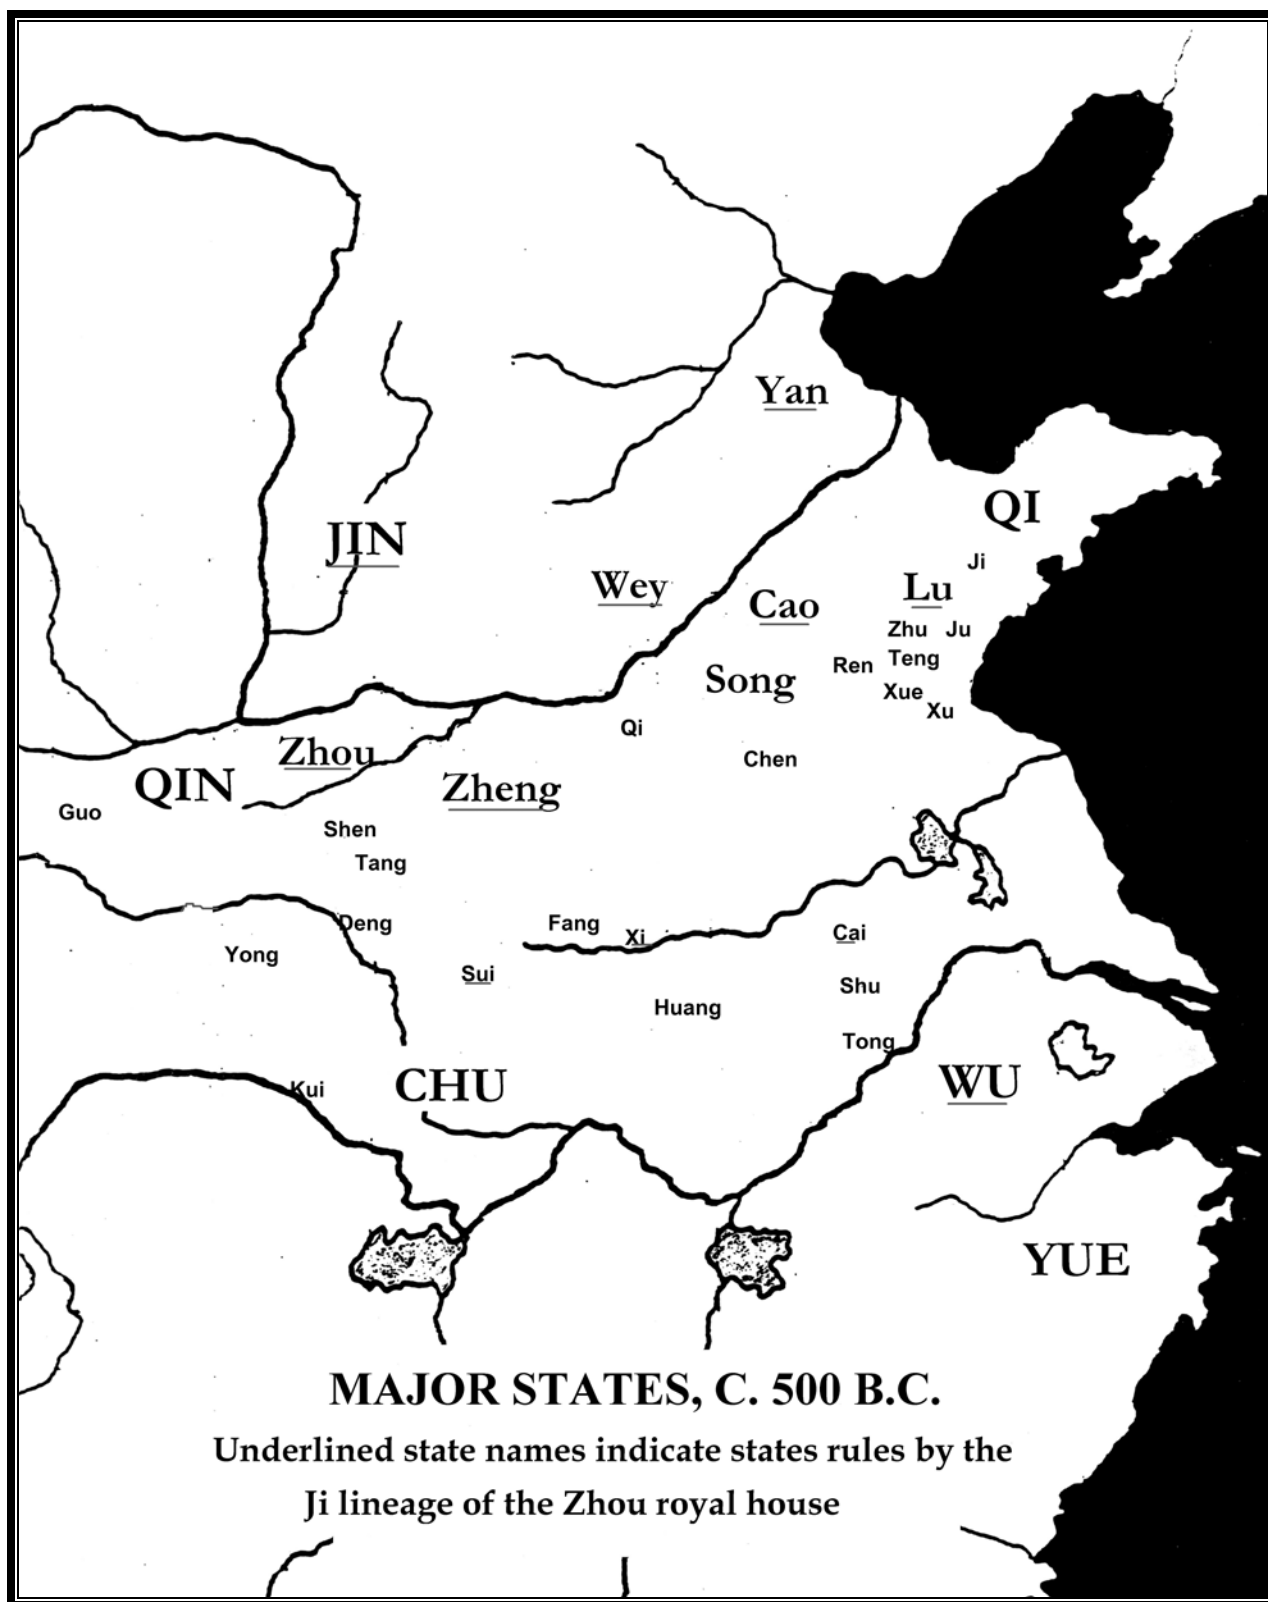 Yan
QI
JIN
Ji
Wey
Lu
Cao
Zhu Ju
Ren Teng
Song
Xue
Xu
Qi
Zhou
Chen
QIN
Zheng
Guo
Shen
Tang
Deng
Fang
Xi
Cai
Yong
Sui
Shu
Huang
Tong
Kui
CHU
WU
YUE
MAJOR STATES, C. 500 B.C.
Underlined state names indicate states rules by the
Ji lineage of the Zhou royal house